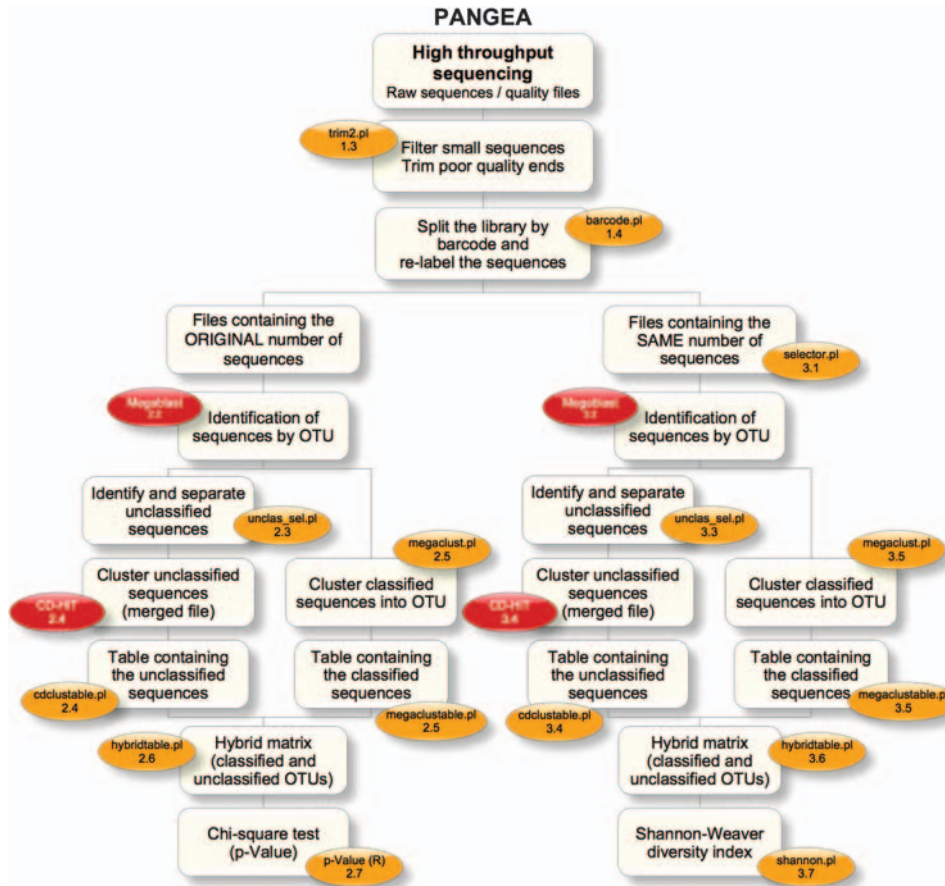 PANGEA
High throughput
sequencing
Raw sequences / quality files
trim2.pl
1.3
Filter small sequences
Trim poor quality ends
barcode.pl
1.4
Split the library by
barcode and
re-label the sequences
Files containing the
ORIGINAL number of
sequences
Files containing the
SAME number of
sequences
selector.pl
3.1
Megablast
2.2
Identification of
sequences by OTU
Megablast
Identification of
sequences by OTU
Identify and separate
unclassified
sequences
unclas_sel.pl
2.3
megaclust.pl
2.5
Identify and separate
unclassified
sequences
unclas_sel.pl
3.3
megaclust.pl
3.5
CD-HIT
2.4
Cluster unclassified
sequences
(merged file)
Cluster classified
sequences into OTU
CD-HIT
3.4
Cluster unclassified
sequences
(merged file)
Cluster classified
sequences into OTU
Table containing
the unclassified
sequences
cdclustable.pl
2.4
Table containing
the classified
sequences
megaclustable.pl
2.5
Table containing
the unclassified
sequences
cdclustable.pl
3.4
Table containing
the classified
sequences
megaclustable.p
3.5
hybridtable.pl
2.6
Hybrid matrix
(classified and
unclassified OTUs)
Hybrid matrix
(classified and
unclassified OTUs)
hybridtable.pl
3.6
Chi-square test
(p-Value)
p-Value (R)
2.7
Shannon-Weaver
diversity index
shannon.pl
3.7